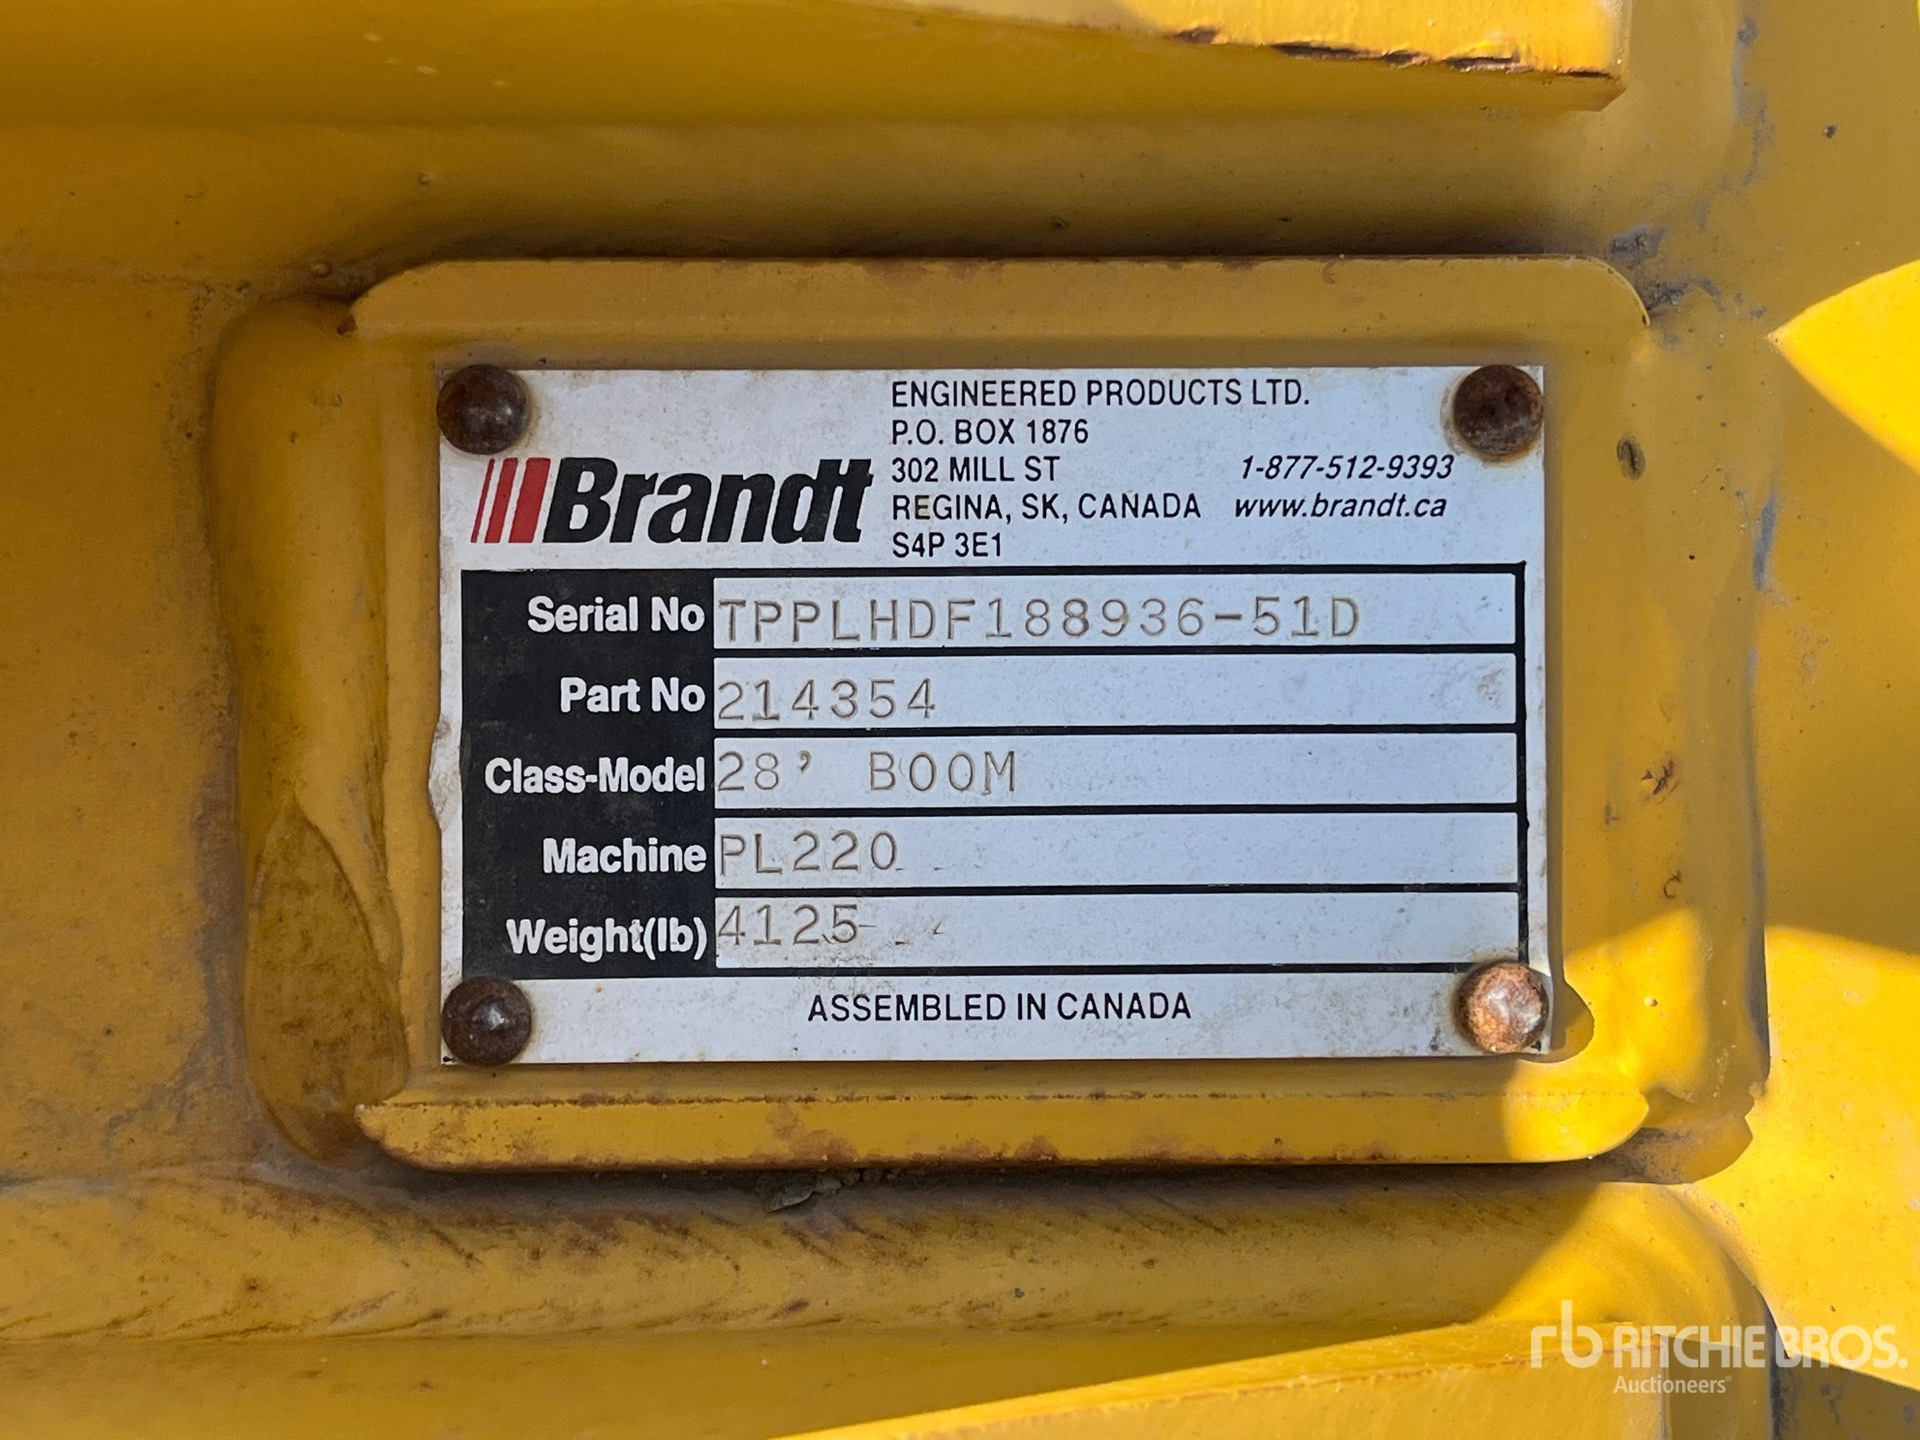 ENGINEERED PRODUCTS LTD.
P.O. BOX 1876
302 MILL ST 1-877-512-9393
Brandt
REGINA, SK, CANADA www.brandt.ca
S4P 3E1
Serial No TPPLHDF188936-51D
Part No 214354
Class-Model 28' BOOM
Machine PL220
Weight(lb) 4125
ASSEMBLED IN CANADA
rb RITCHIE BROS.
Auctioneers